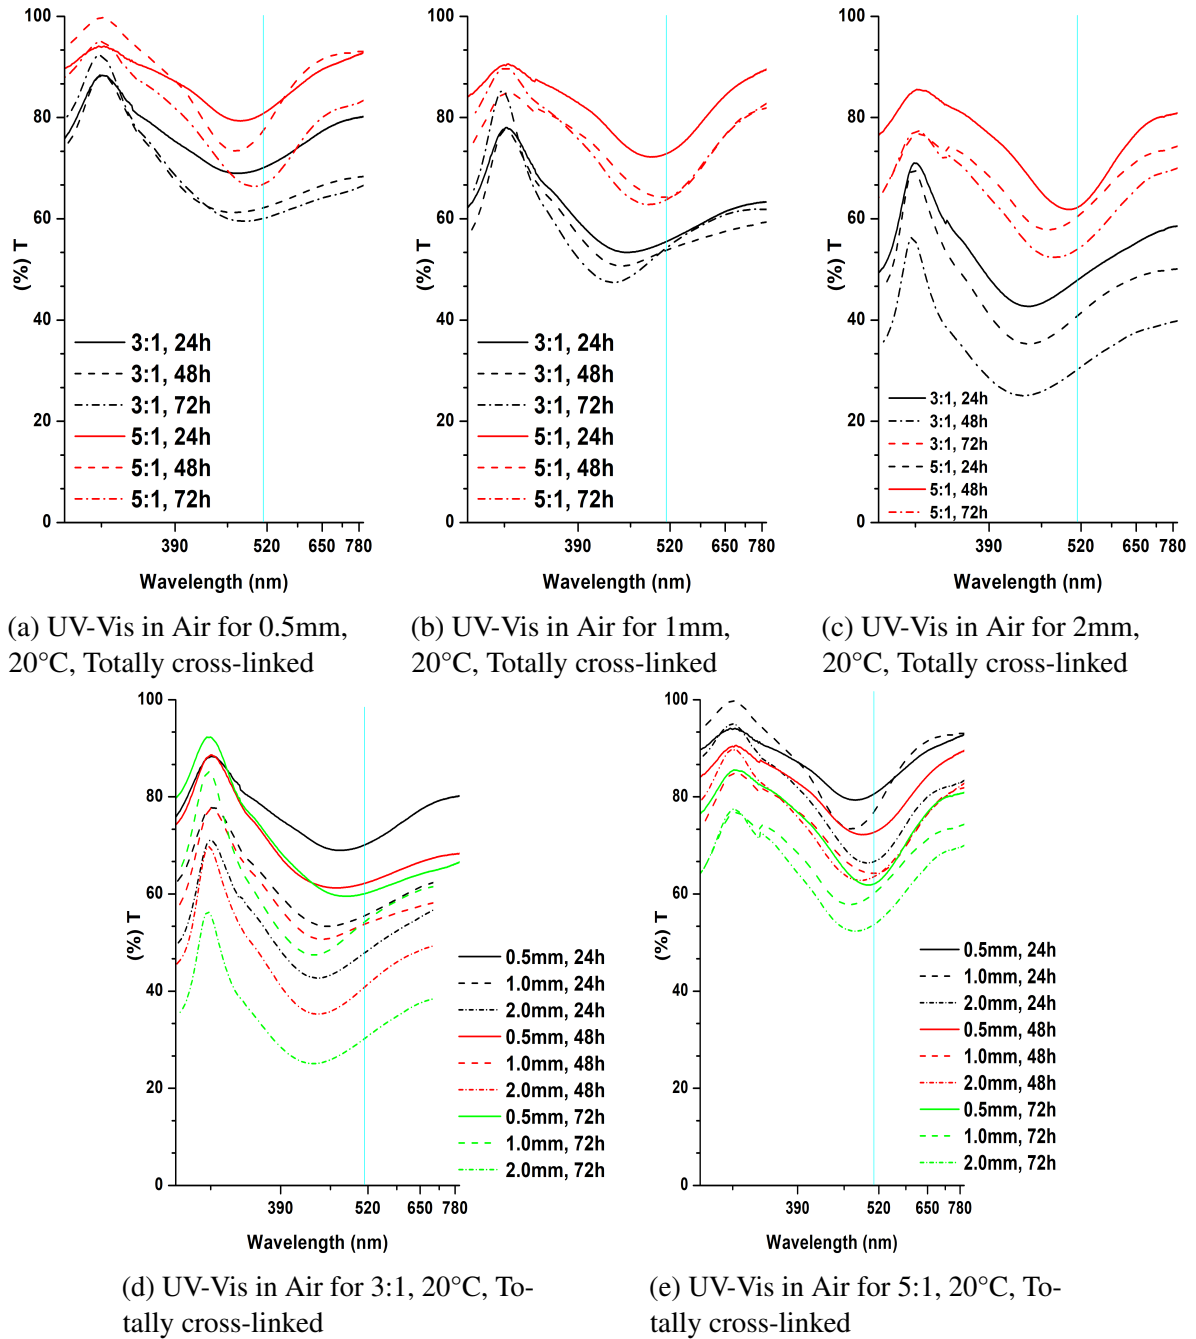 100
80
60
40
20
0
(%) T
3:1, 24h
3:1, 48h
3:1, 72h
5:1, 24h
5:1, 48h
5:1, 72h
390 520 650 780
Wavelength (nm)
(a) UV-Vis in Air for 0.5mm,
20°C, Totally cross-linked
100
80
60
40
20
0
(%) T
3:1, 24h
3:1, 48h
3:1, 72h
5:1, 24h
5:1, 48h
5:1, 72h
390 520 650 780
Wavelength (nm)
(b) UV-Vis in Air for 1mm,
20°C, Totally cross-linked
100
80
60
40
20
0
(%) T
3:1, 24h
3:1, 48h
3:1, 72h
5:1, 24h
5:1, 48h
5:1, 72h
390 520 650 780
Wavelength (nm)
(c) UV-Vis in Air for 2mm,
20°C, Totally cross-linked
100
80
60
40
20
0
(%) T
0.5mm, 24h
1.0mm, 24h
2.0mm, 24h
0.5mm, 48h
1.0mm, 48h
2.0mm, 48h
0.5mm, 72h
1.0mm, 72h
2.0mm, 72h
390 520 650 780
Wavelength (nm)
(d) UV-Vis in Air for 3:1, 20°C, To-
tally cross-linked
100
80
60
40
20
0
(%) T
0.5mm, 24h
1.0mm, 24h
2.0mm, 24h
0.5mm, 48h
1.0mm, 48h
2.0mm, 48h
0.5mm, 72h
1.0mm, 72h
2.0mm, 72h
390 520 650 780
Wavelength (nm)
(e) UV-Vis in Air for 5:1, 20°C, To-
tally cross-linked